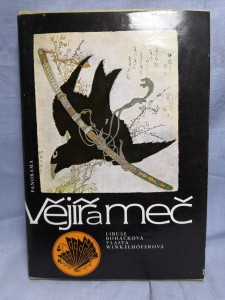 PANORAMA
Vějíř a meč
LIBUŠE
BOHÁČKOVÁ
VLASTA
WINKELHÖFEROVÁ